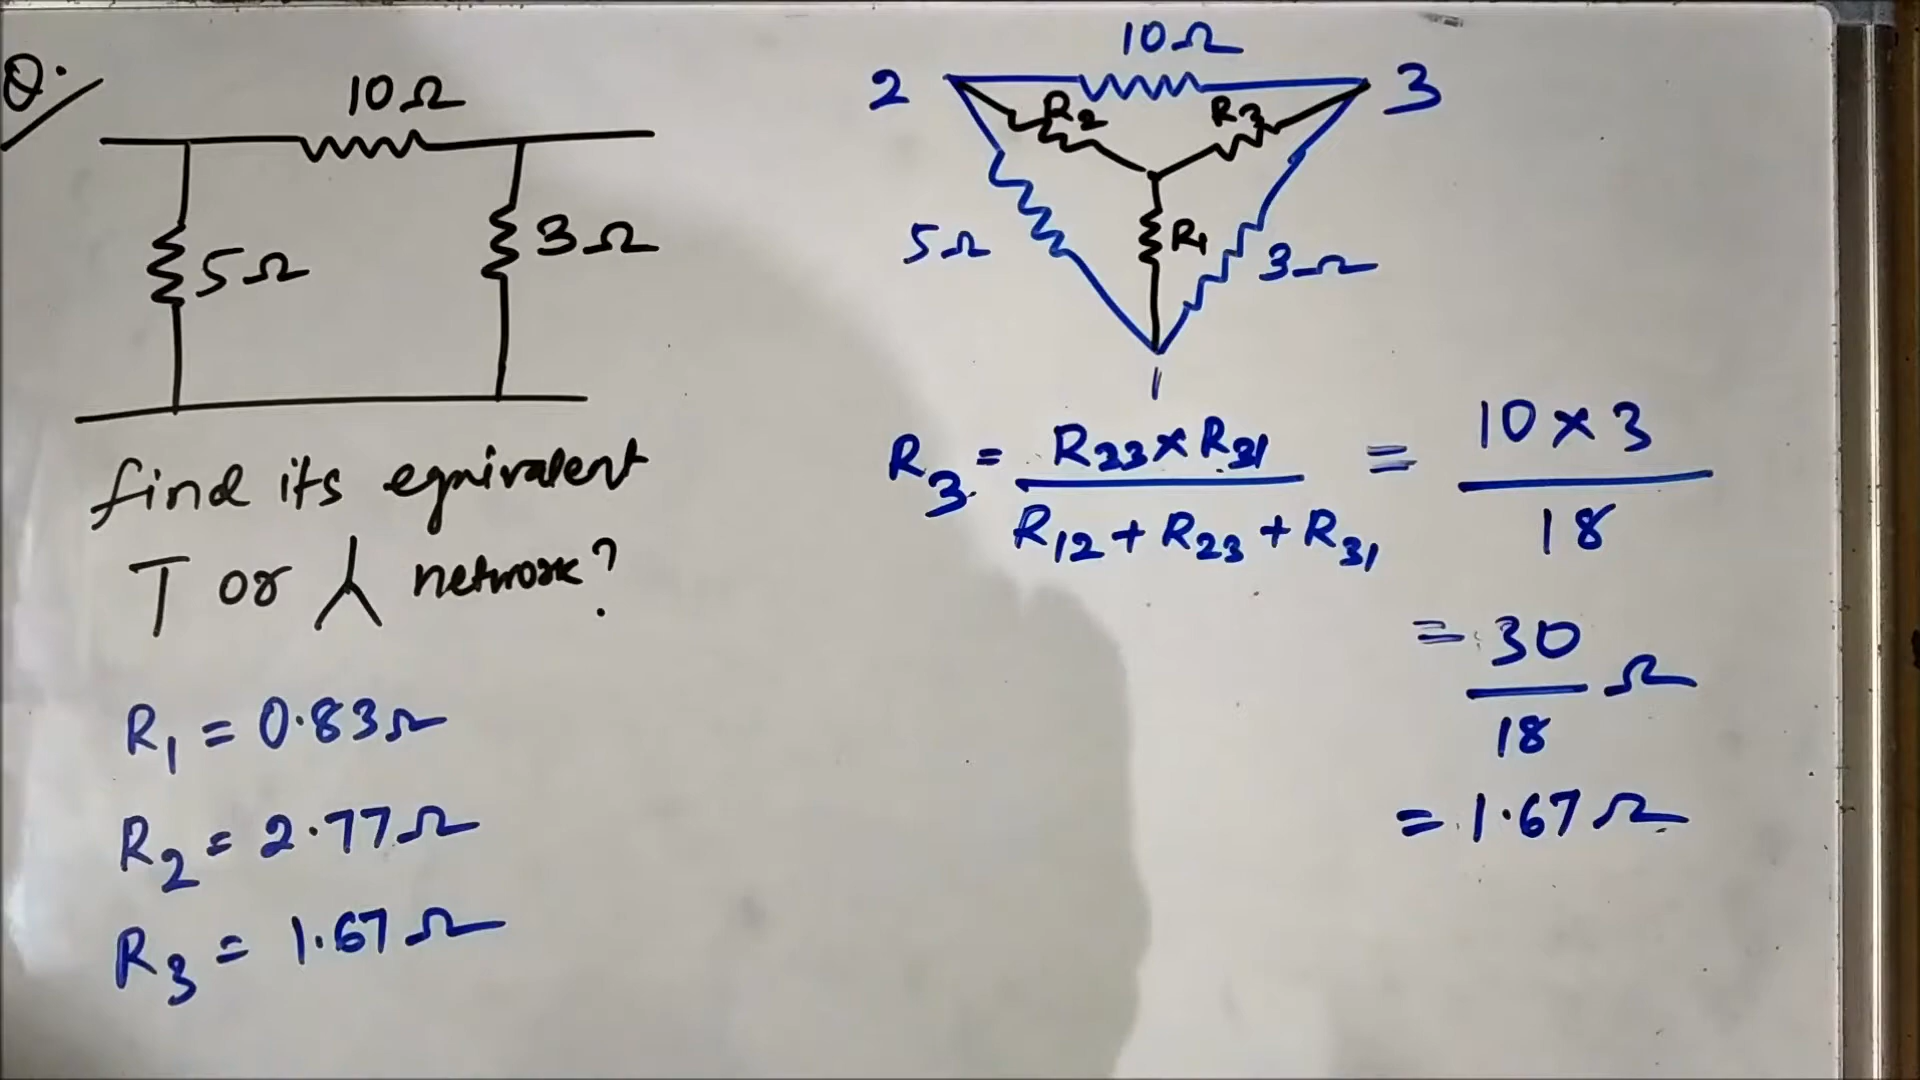 Q.
10Ω
5Ω
3Ω
find its equivalent
T or ⅄ network?
R₁ = 0.83Ω
R₂ = 2.77Ω
R₃ = 1.67Ω
10Ω
2
3
R₂
R₃
5Ω
R₁
3Ω
1
R₃ = R₂₃ × R₃₁ / R₁₂ + R₂₃ + R₃₁ = 10 × 3 / 18
= 30 / 18 Ω
= 1.67Ω